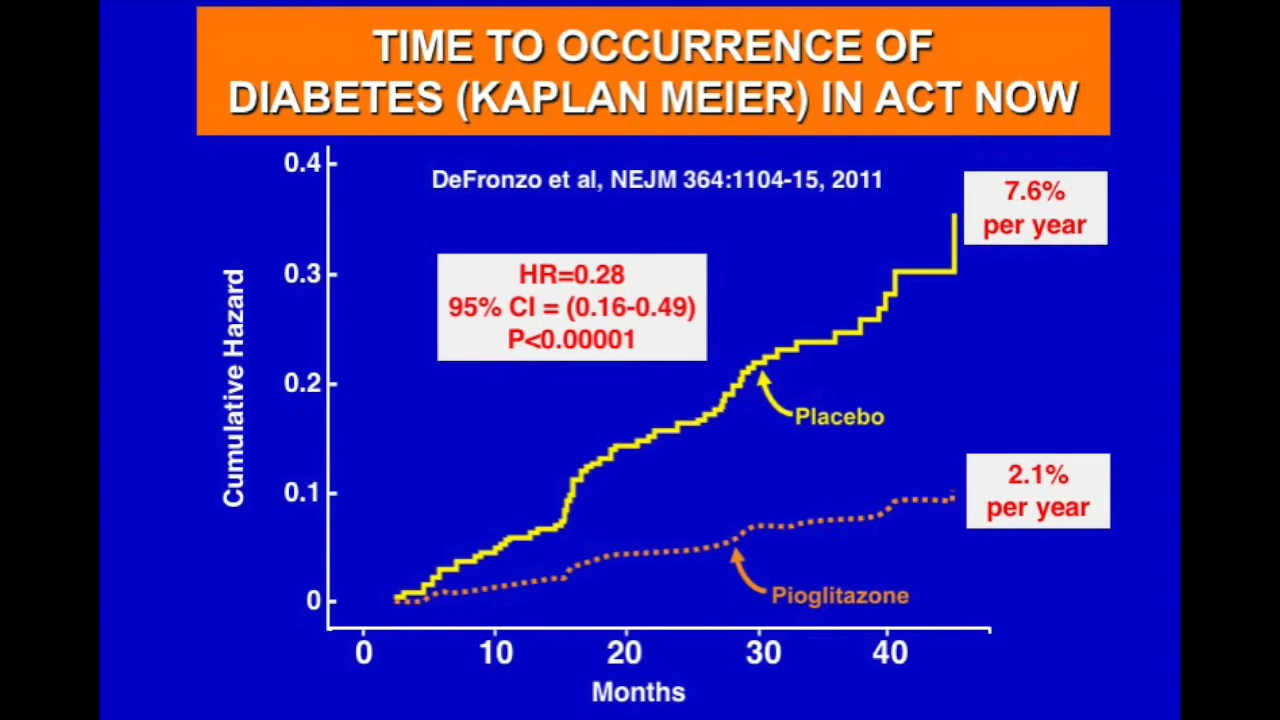 TIME TO OCCURRENCE OF
DIABETES (KAPLAN MEIER) IN ACT NOW
DeFronzo et al, NEJM 364:1104-15, 2011
7.6%
per year
HR=0.28
95% CI = (0.16-0.49)
P<0.00001
Cumulative Hazard
0.4
0.3
0.2
0.1
0
Placebo
2.1%
per year
Pioglitazone
0 10 20 30 40
Months